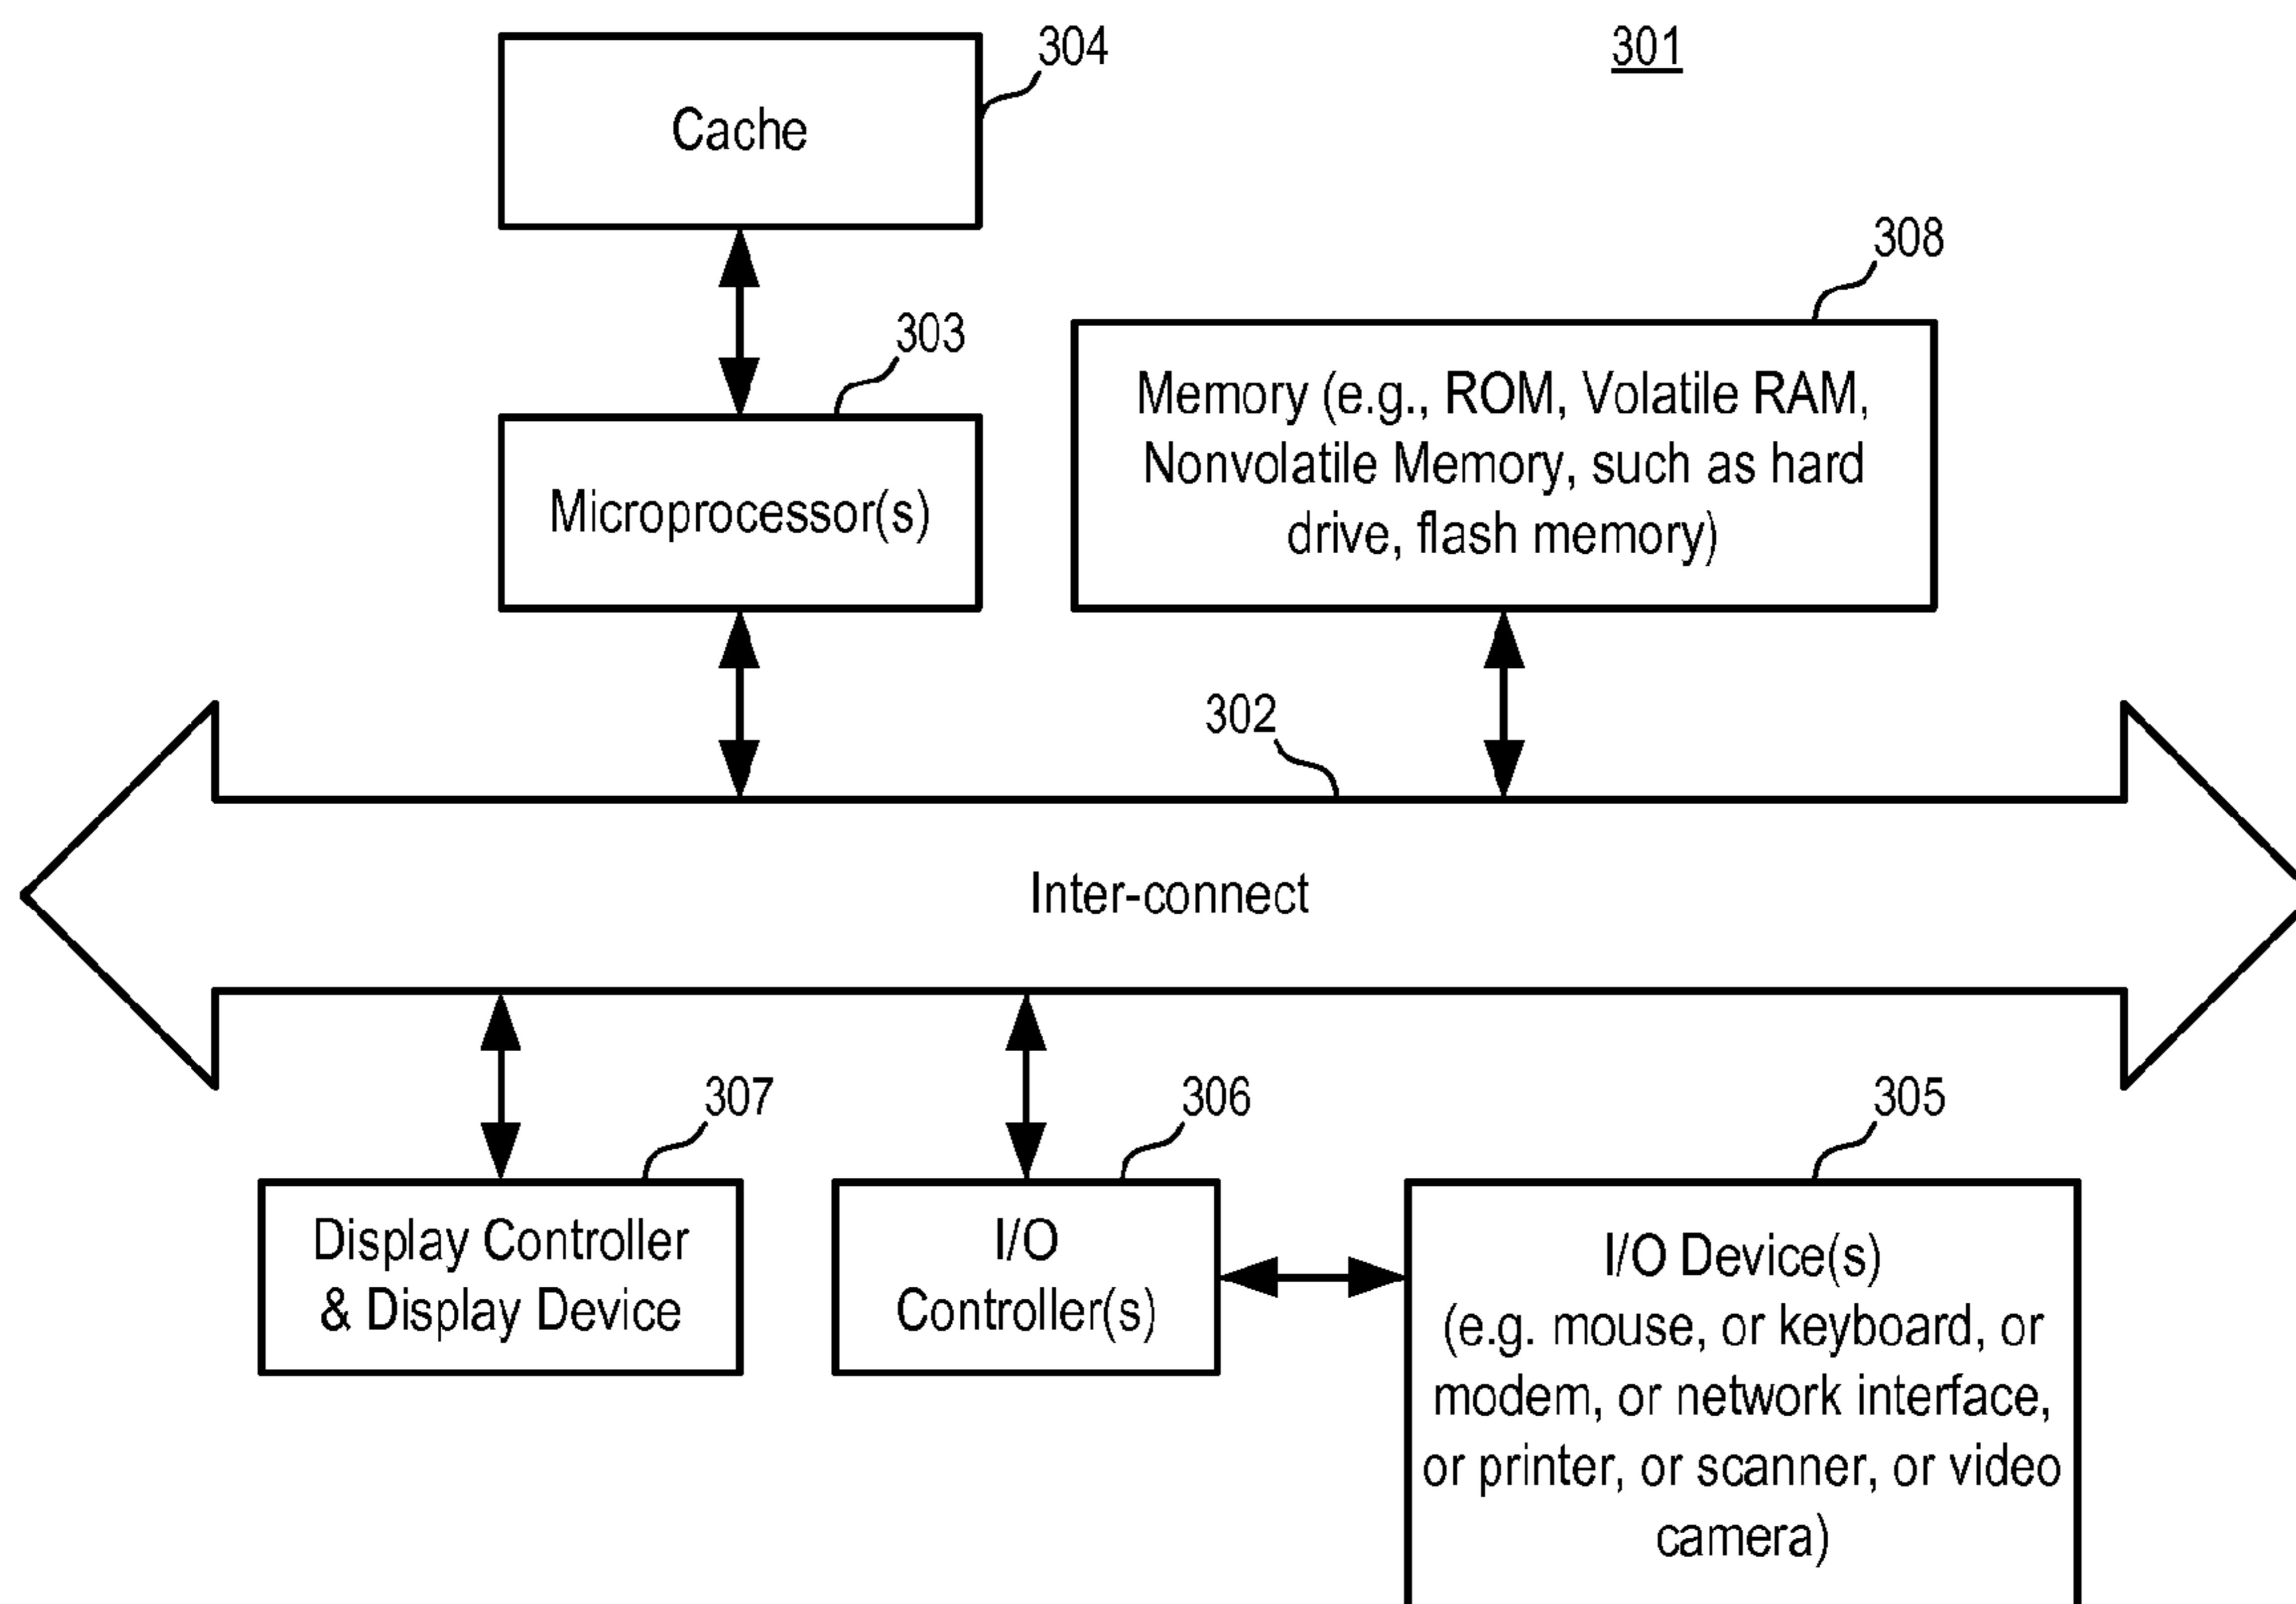 304
301
Cache
308
303
Memory (e.g., ROM, Volatile RAM,
Nonvolatile Memory, such as hard
drive, flash memory)
Microprocessor(s)
302
Inter-connect
307
306
305
Display Controller
& Display Device
I/O
Controller(s)
I/O Device(s)
(e.g. mouse, or keyboard, or
modem, or network interface,
or printer, or scanner, or video
camera)